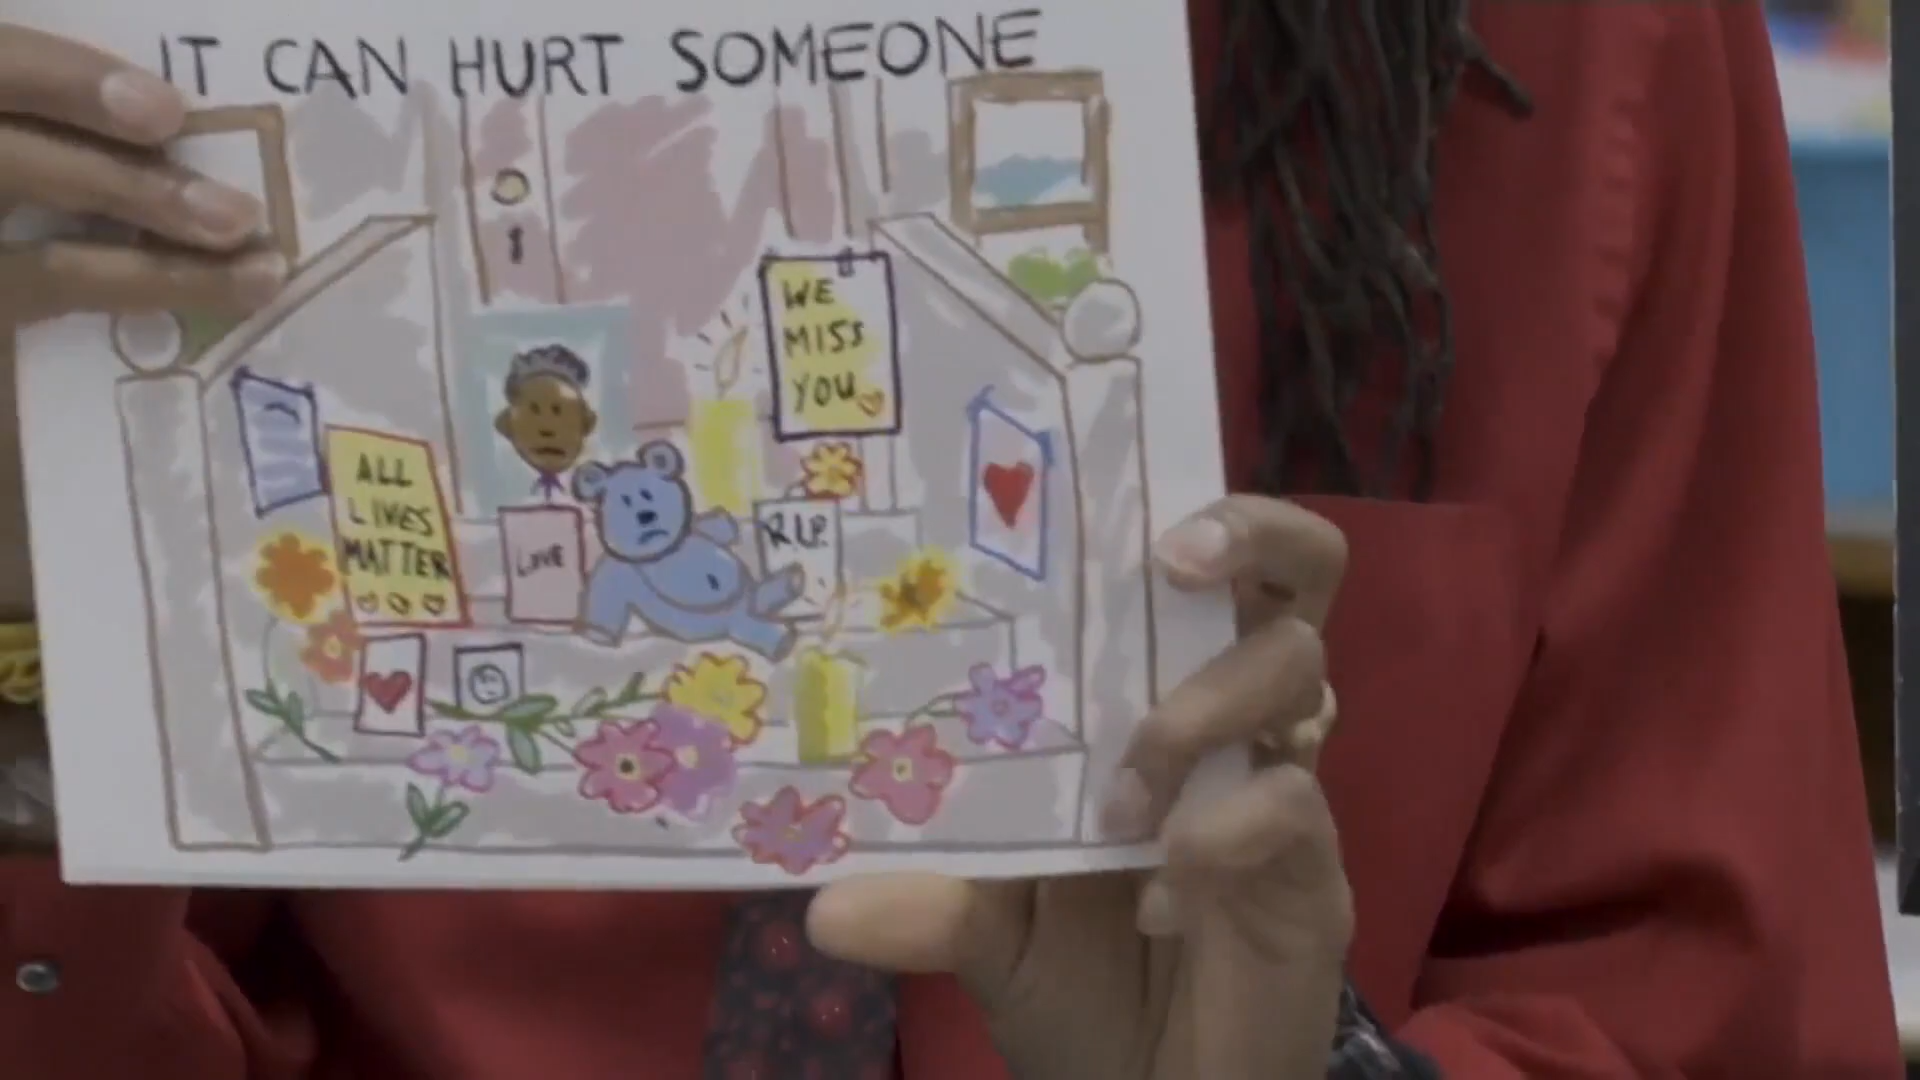 IT CAN HURT SOMEONE
WE
MISS
YOU
ALL
LIVES
MATTER
LOVE
R.I.P.